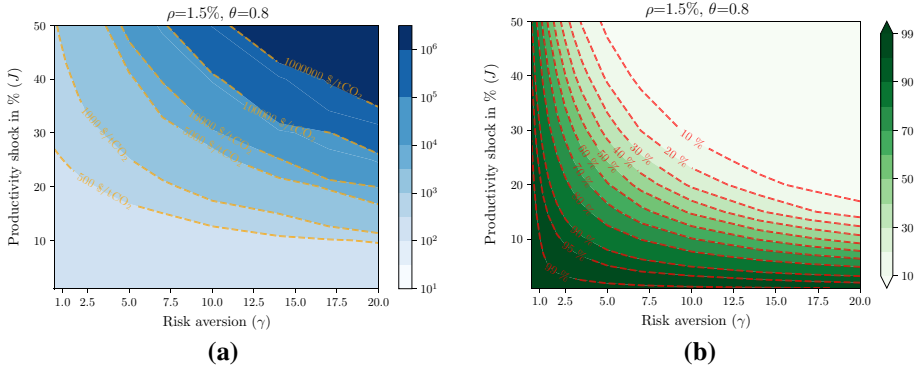 ρ=1.5%, θ=0.8
50
40
30
20
10
Productivity shock in % (J)
1.0 2.5 5.0 7.5 10.0 12.5 15.0 17.5 20.0
Risk aversion (γ)
500 $/tCO₂
1000000 $/tCO₂
10⁶
10⁵
10⁴
10³
10²
10¹
(a)
ρ=1.5%, θ=0.8
50
40
30
20
10
Productivity shock in % (J)
1.0 2.5 5.0 7.5 10.0 12.5 15.0 17.5 20.0
Risk aversion (γ)
10 %
20 %
30 %
40 %
50 %
60 %
70 %
99
90
70
50
30
10
(b)